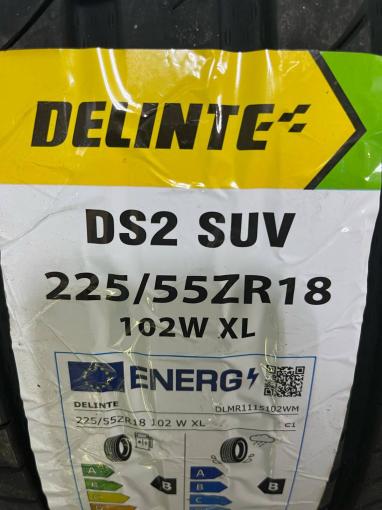 DELINTE
DS2 SUV
225/55ZR18
102W XL
ENERG
DELINTE
DLMR1115102WM
225/55ZR18 102 W XL
C1
A
B
C
B
A
B
C
B